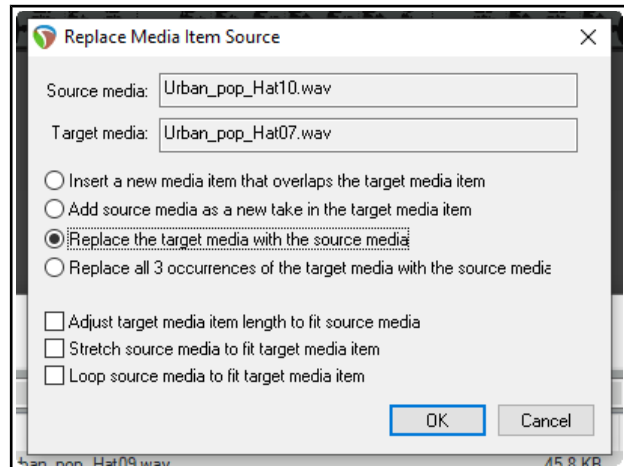 Replace Media Item Source
Source media: Urban_pop_Hat10.wav
Target media: Urban_pop_Hat07.wav
Insert a new media item that overlaps the target media item
Add source media as a new take in the target media item
Replace the target media with the source media
Replace all 3 occurrences of the target media with the source media
Adjust target media item length to fit source media
Stretch source media to fit target media item
Loop source media to fit target media item
OK Cancel
ban_pop_Hat09.wav 45.8 KB